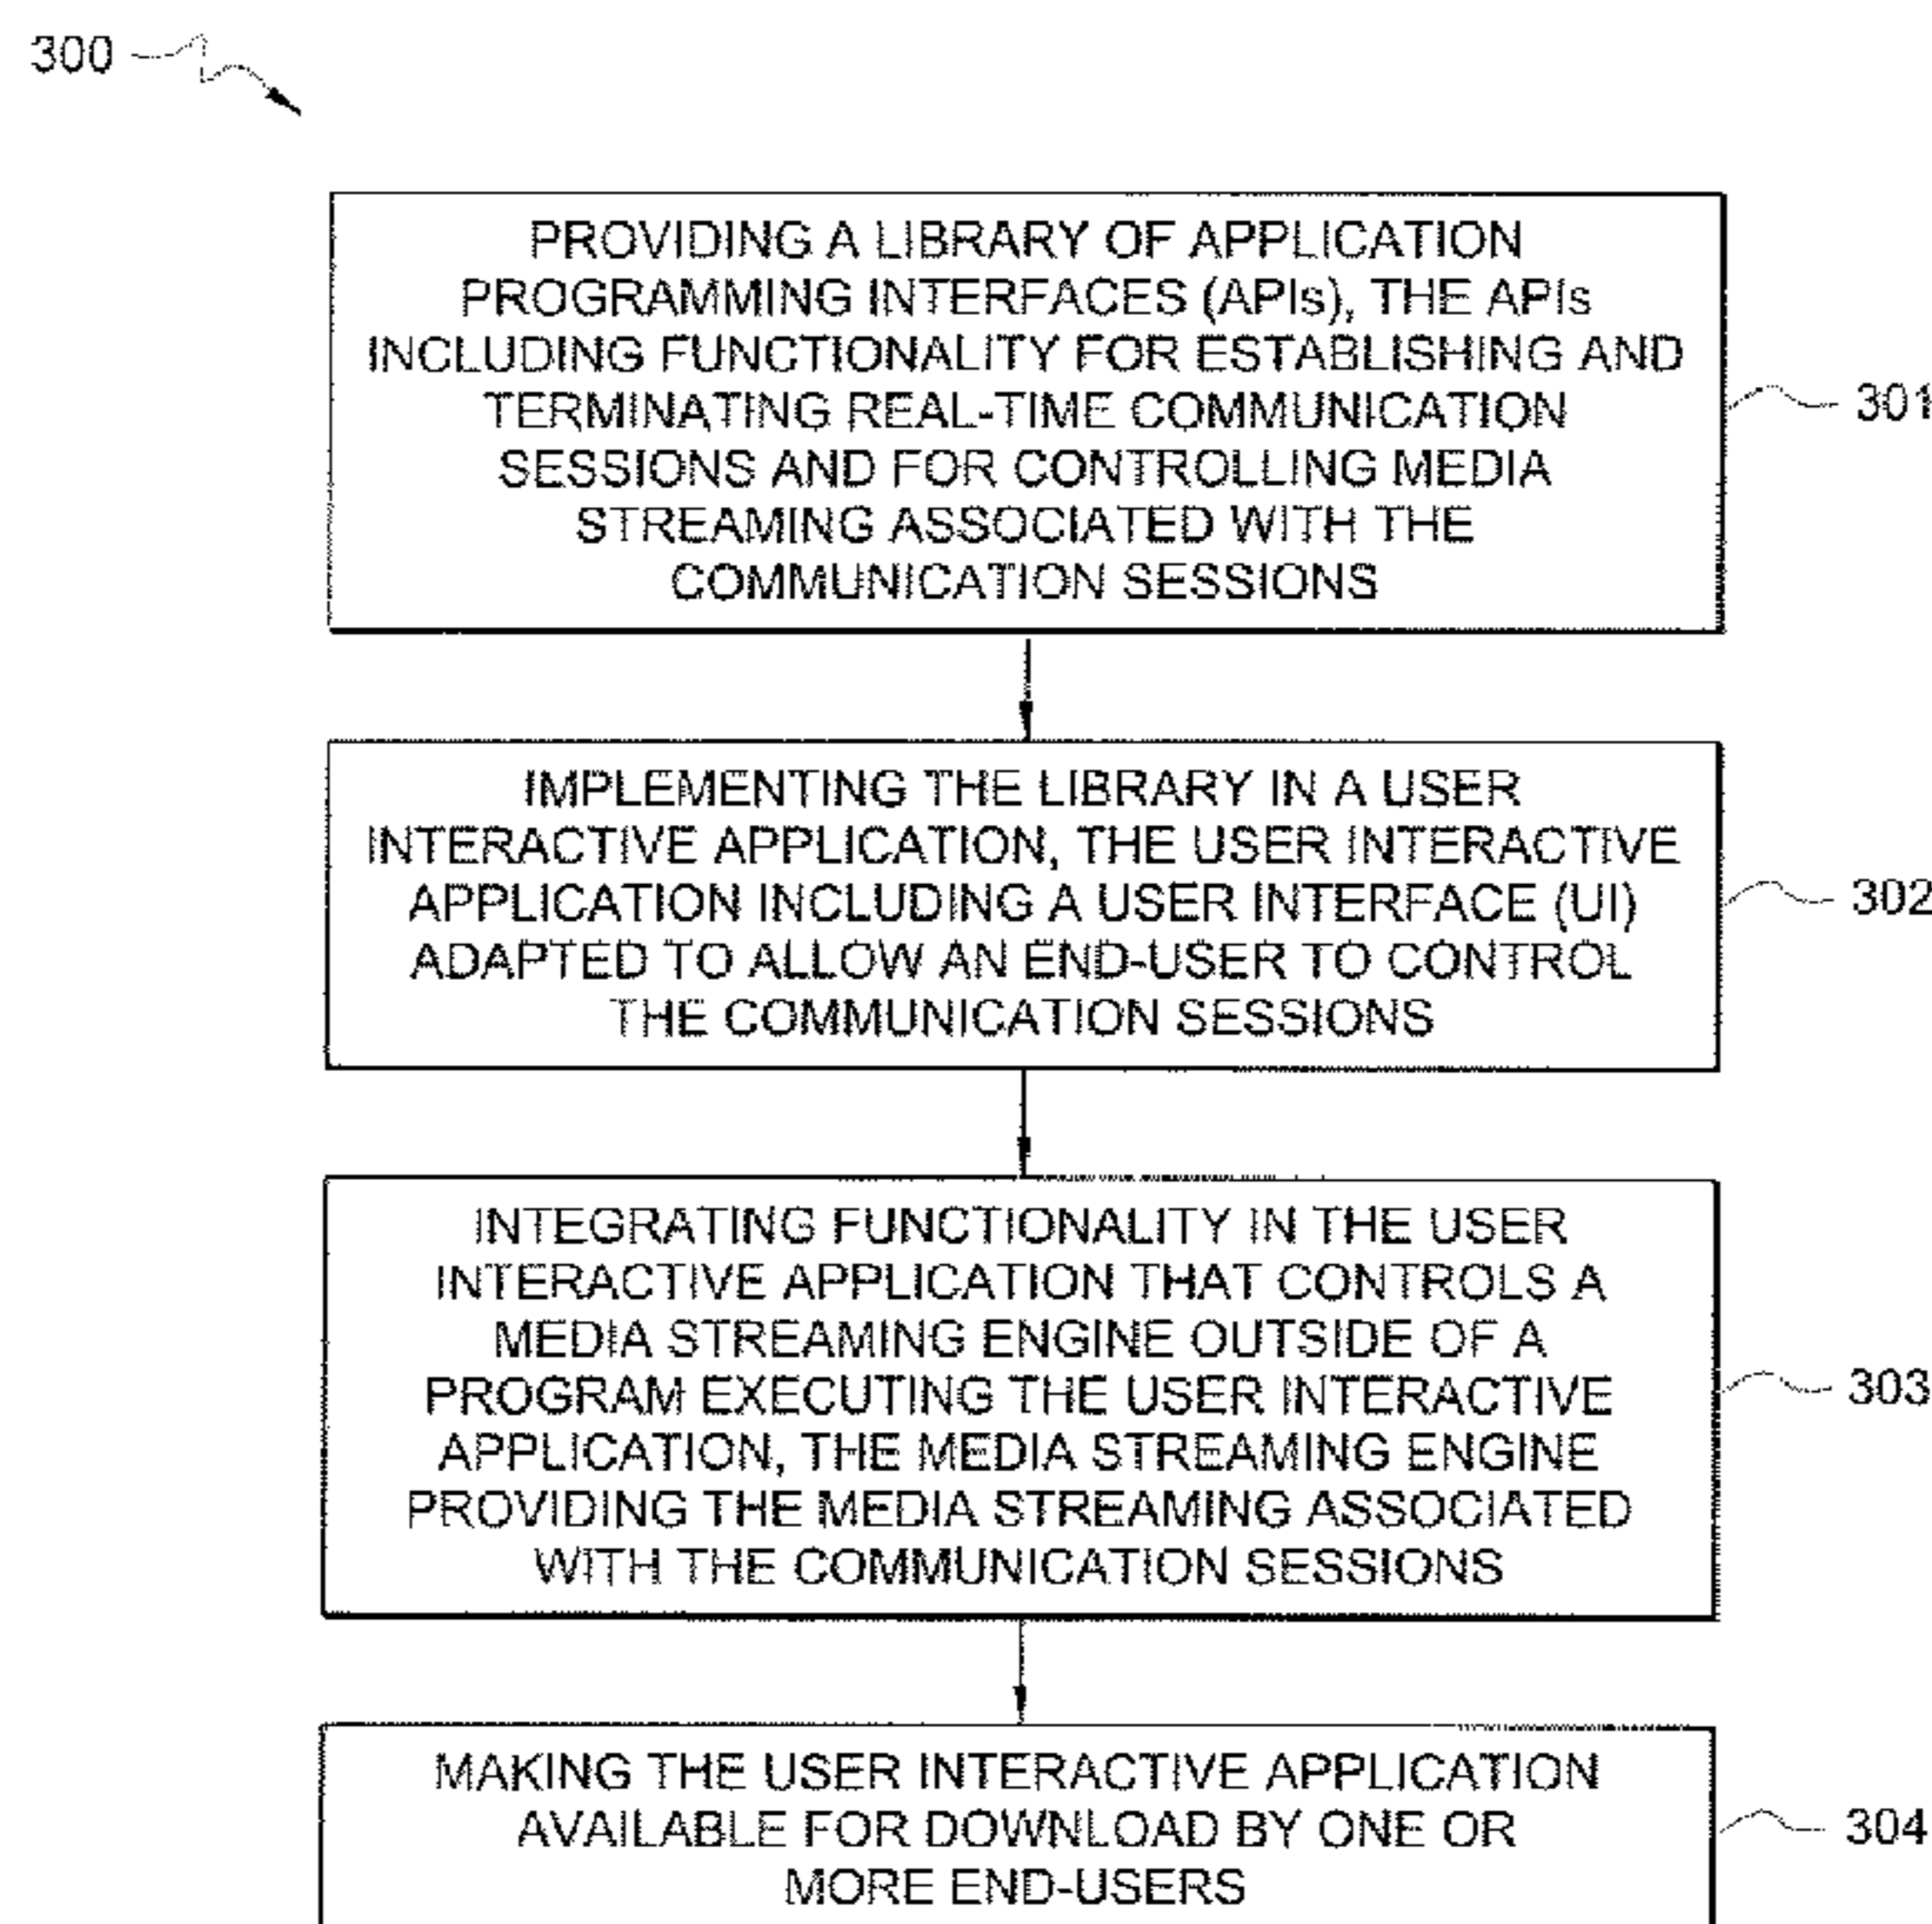 300
PROVIDING A LIBRARY OF APPLICATION
PROGRAMMING INTERFACES (APIs), THE APIs
INCLUDING FUNCTIONALITY FOR ESTABLISHING AND
TERMINATING REAL-TIME COMMUNICATION
SESSIONS AND FOR CONTROLLING MEDIA
STREAMING ASSOCIATED WITH THE
COMMUNICATION SESSIONS
301
IMPLEMENTING THE LIBRARY IN A USER
INTERACTIVE APPLICATION, THE USER INTERACTIVE
APPLICATION INCLUDING A USER INTERFACE (UI)
ADAPTED TO ALLOW AN END-USER TO CONTROL
THE COMMUNICATION SESSIONS
302
INTEGRATING FUNCTIONALITY IN THE USER
INTERACTIVE APPLICATION THAT CONTROLS A
MEDIA STREAMING ENGINE OUTSIDE OF A
PROGRAM EXECUTING THE USER INTERACTIVE
APPLICATION, THE MEDIA STREAMING ENGINE
PROVIDING THE MEDIA STREAMING ASSOCIATED
WITH THE COMMUNICATION SESSIONS
303
MAKING THE USER INTERACTIVE APPLICATION
AVAILABLE FOR DOWNLOAD BY ONE OR
MORE END-USERS
304